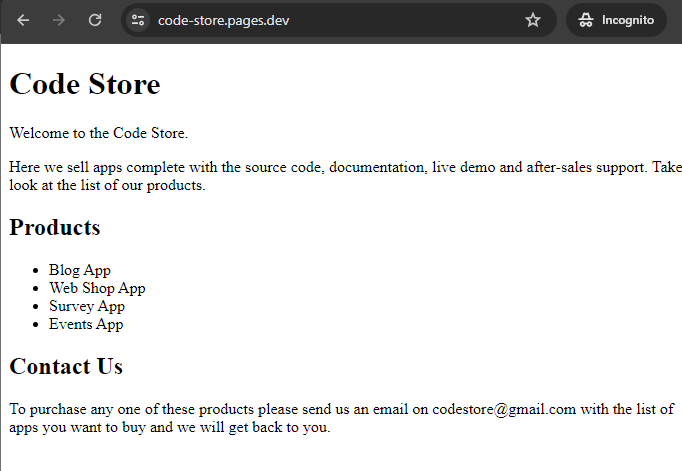 code-store.pages.dev
Incognito
Code Store
Welcome to the Code Store.
Here we sell apps complete with the source code, documentation, live demo and after-sales support. Take
look at the list of our products.
Products
• Blog App
• Web Shop App
• Survey App
• Events App
Contact Us
To purchase any one of these products please send us an email on codestore@gmail.com with the list of
apps you want to buy and we will get back to you.